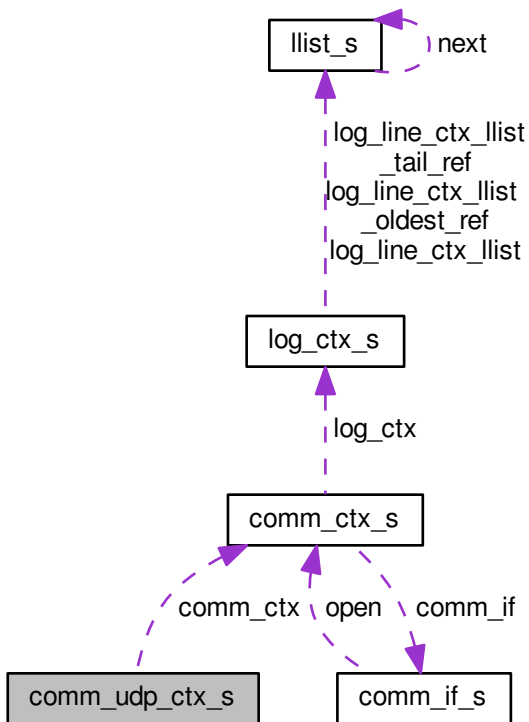 llist_s
next
log_line_ctx_llist
_tail_ref
log_line_ctx_llist
_oldest_ref
log_line_ctx_llist
log_ctx_s
log_ctx
comm_ctx_s
comm_ctx
open
comm_if
comm_udp_ctx_s
comm_if_s